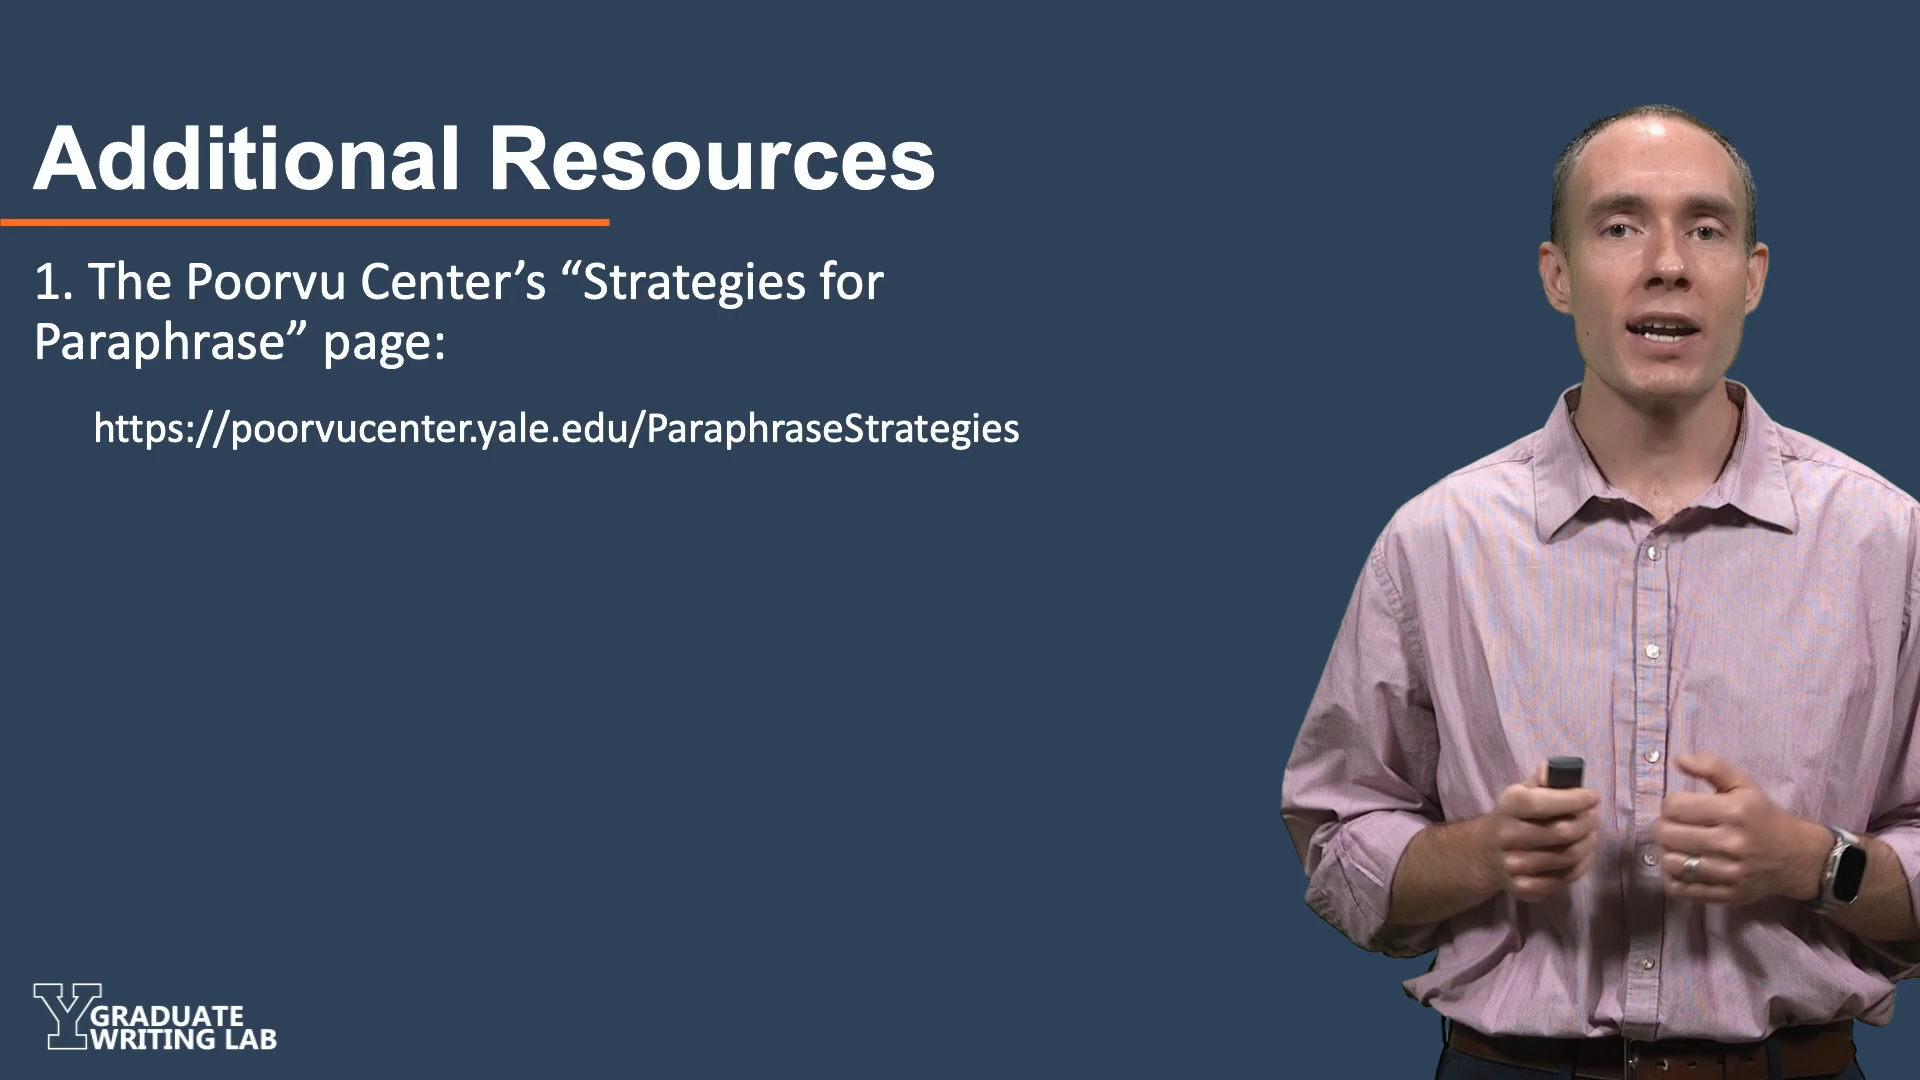 Additional Resources
1. The Poorvu Center’s “Strategies for
Paraphrase” page:
https://poorvucenter.yale.edu/ParaphraseStrategies
Y GRADUATE
WRITING LAB